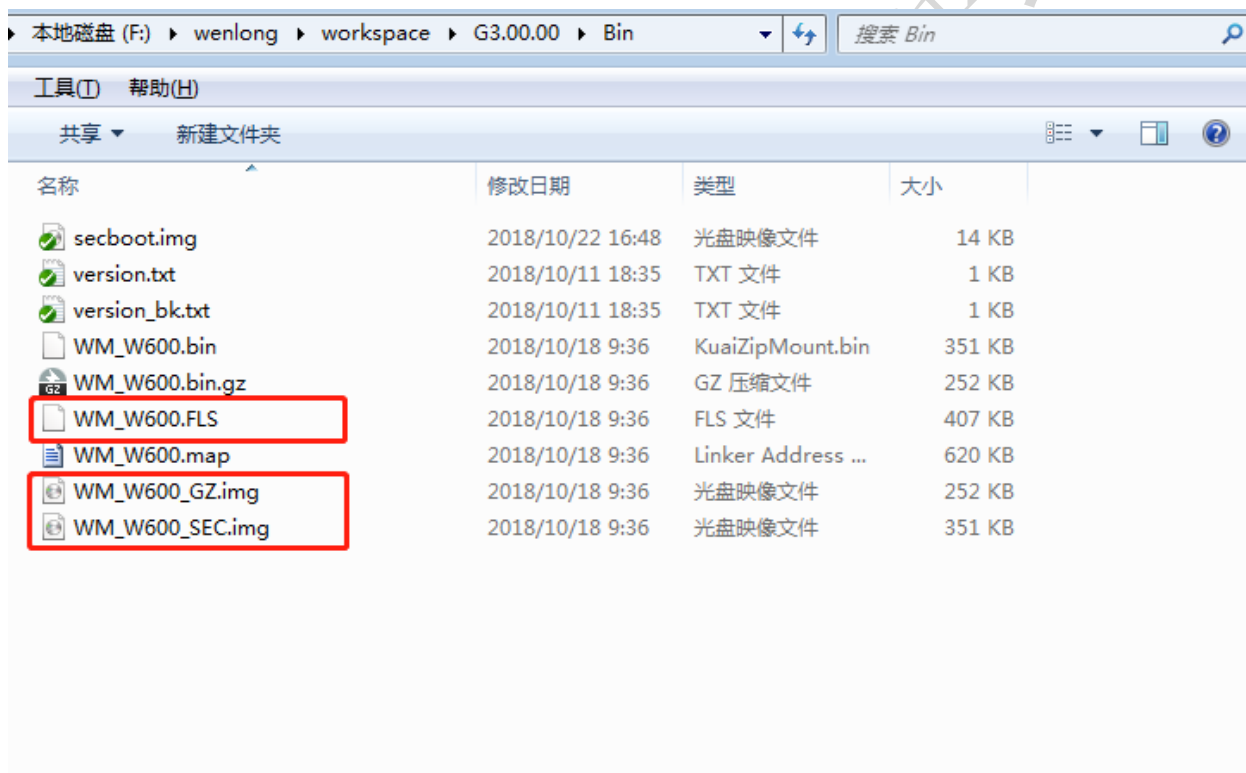 本地磁盘 (F:) wenlong workspace G3.00.00 Bin 搜索 Bin
工具(T) 帮助(H)
共享 新建文件夹
名称 修改日期 类型 大小
secboot.img 2018/10/22 16:48 光盘映像文件 14 KB
version.txt 2018/10/11 18:35 TXT 文件 1 KB
version_bk.txt 2018/10/11 18:35 TXT 文件 1 KB
WM_W600.bin 2018/10/18 9:36 KuaiZipMount.bin 351 KB
GZ WM_W600.bin.gz 2018/10/18 9:36 GZ 压缩文件 252 KB
WM_W600.FLS 2018/10/18 9:36 FLS 文件 407 KB
WM_W600.map 2018/10/18 9:36 Linker Address ... 620 KB
WM_W600_GZ.img 2018/10/18 9:36 光盘映像文件 252 KB
WM_W600_SEC.img 2018/10/18 9:36 光盘映像文件 351 KB